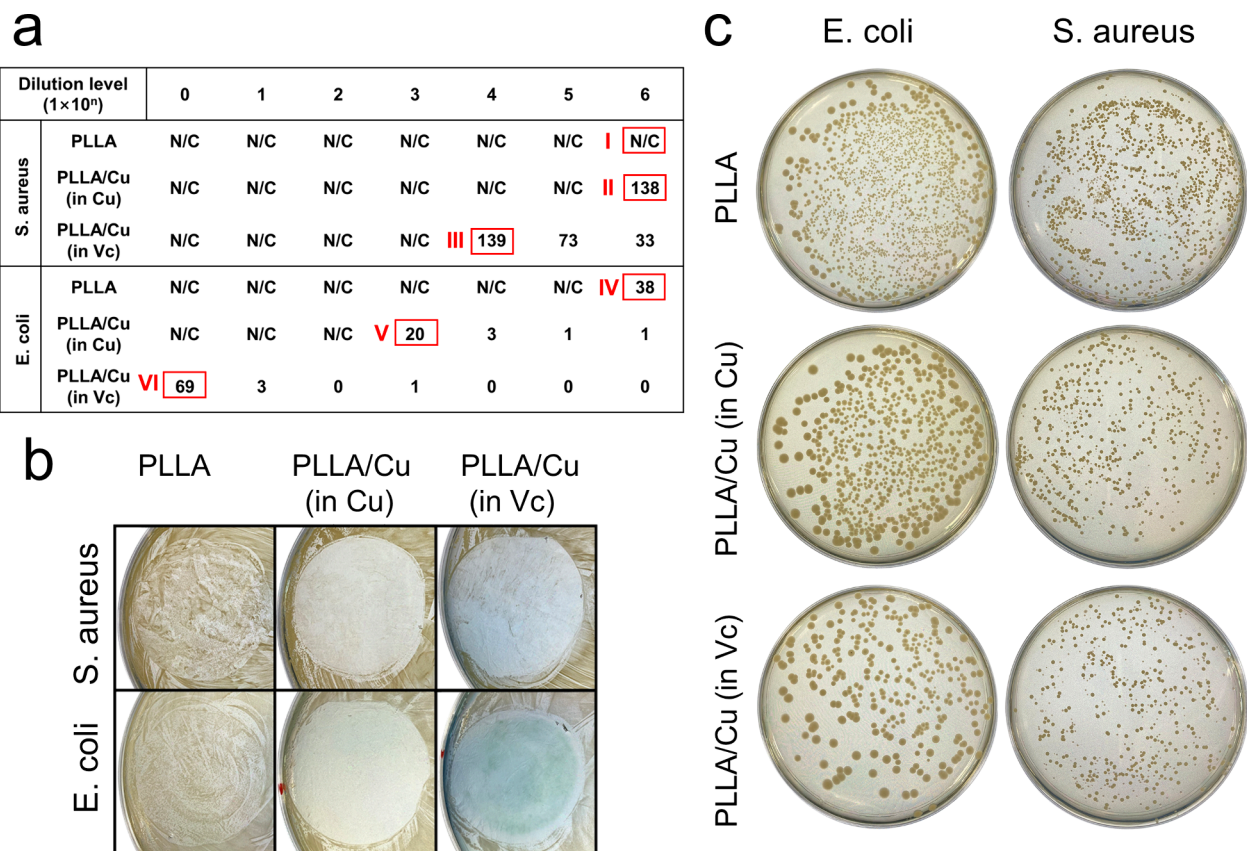 a
Dilution level
(1×10ⁿ)
0 1 2 3 4 5 6
S. aureus
PLLA
N/C N/C N/C N/C N/C N/C I N/C
PLLA/Cu
(in Cu)
N/C N/C N/C N/C N/C N/C II 138
PLLA/Cu
(in Vc)
N/C N/C N/C N/C III 139 73 33
E. coli
PLLA
N/C N/C N/C N/C N/C N/C IV 38
PLLA/Cu
(in Cu)
N/C N/C N/C V 20 3 1 1
PLLA/Cu
(in Vc)
VI 69 3 0 1 0 0 0
b
PLLA
PLLA/Cu
(in Cu)
PLLA/Cu
(in Vc)
S. aureus
E. coli
c
E. coli
S. aureus
PLLA
PLLA/Cu (in Cu)
PLLA/Cu (in Vc)